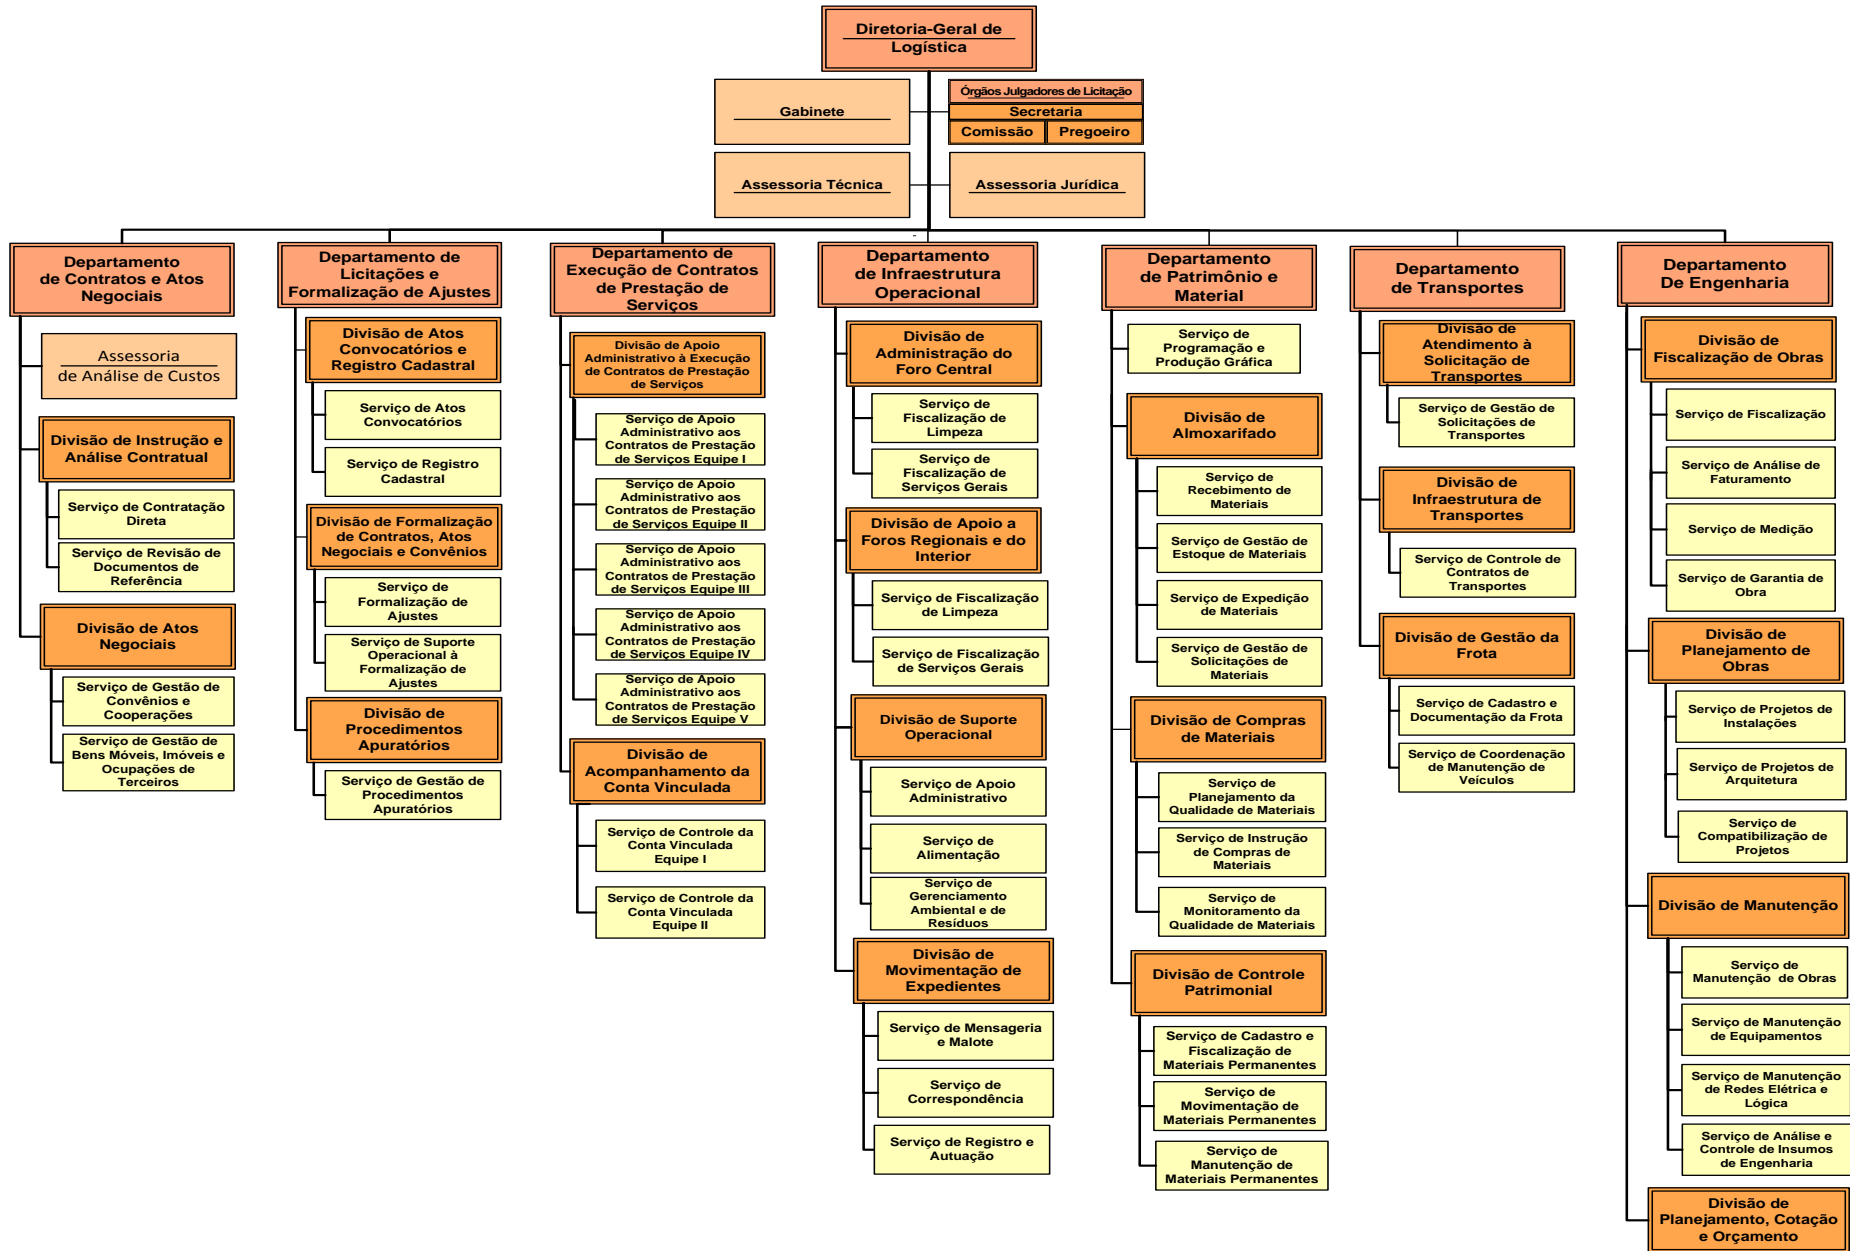 Diretoria-Geral de
Logística
Gabinete
Órgãos Julgadores de Licitação
Secretaria
Comissão
Pregoeiro
Assessoria Técnica
Assessoria Jurídica
Departamento
de Contratos e Atos
Negociais
Assessoria
de Análise de Custos
Divisão de Instrução e
Análise Contratual
Serviço de Contratação
Direta
Serviço de Revisão de
Documentos de
Referência
Divisão de Atos
Negociais
Serviço de Gestão de
Convênios e
Cooperações
Serviço de Gestão de
Bens Móveis, Imóveis e
Ocupações de
Terceiros
Departamento de
Licitações e
Formalização de Ajustes
Divisão de Atos
Convocatórios e
Registro Cadastral
Serviço de Atos
Convocatórios
Serviço de Registro
Cadastral
Divisão de Formalização
de Contratos, Atos
Negociais e Convênios
Serviço de
Formalização de
Ajustes
Serviço de Suporte
Operacional à
Formalização de
Ajustes
Divisão de
Procedimentos
Apuratórios
Serviço de Gestão de
Procedimentos
Apuratórios
Departamento de
Execução de Contratos
de Prestação de
Serviços
Divisão de Apoio
Administrativo à Execução
de Contratos de Prestação
de Serviços
Serviço de Apoio
Administrativo aos
Contratos de Prestação
de Serviços Equipe I
Serviço de Apoio
Administrativo aos
Contratos de Prestação
de Serviços Equipe II
Serviço de Apoio
Administrativo aos
Contratos de Prestação
de Serviços Equipe III
Serviço de Apoio
Administrativo aos
Contratos de Prestação
de Serviços Equipe IV
Serviço de Apoio
Administrativo aos
Contratos de Prestação
de Serviços Equipe V
Divisão de
Acompanhamento da
Conta Vinculada
Serviço de Controle da
Conta Vinculada
Equipe I
Serviço de Controle da
Conta Vinculada
Equipe II
Departamento
de Infraestrutura
Operacional
Divisão de
Administração do
Foro Central
Serviço de
Fiscalização de
Limpeza
Serviço de
Fiscalização de
Serviços Gerais
Divisão de Apoio a
Foros Regionais e do
Interior
Serviço de Fiscalização
de Limpeza
Serviço de Fiscalização
de Serviços Gerais
Divisão de Suporte
Operacional
Serviço de Apoio
Administrativo
Serviço de
Alimentação
Serviço de
Gerenciamento
Ambiental e de
Resíduos
Divisão de
Movimentação de
Expedientes
Serviço de Mensageria
e Malote
Serviço de
Correspondência
Serviço de Registro e
Autuação
Departamento
de Patrimônio e
Material
Serviço de
Programação e
Produção Gráfica
Divisão de
Almoxarifado
Serviço de
Recebimento de
Materiais
Serviço de Gestão de
Estoque de Materiais
Serviço de Expedição
de Materiais
Serviço de Gestão de
Solicitações de
Materiais
Divisão de Compras
de Materiais
Serviço de
Planejamento da
Qualidade de Materiais
Serviço de Instrução
de Compras de
Materiais
Serviço de
Monitoramento da
Qualidade de Materiais
Divisão de Controle
Patrimonial
Serviço de Cadastro e
Fiscalização de
Materiais Permanentes
Serviço de
Movimentação de
Materiais Permanentes
Serviço de
Manutenção de
Materiais Permanentes
Departamento
de Transportes
Divisão de
Atendimento à
Solicitação de
Transportes
Serviço de Gestão de
Solicitações de
Transportes
Divisão de
Infraestrutura de
Transportes
Serviço de Controle de
Contratos de
Transportes
Divisão de Gestão da
Frota
Serviço de Cadastro e
Documentação da Frota
Serviço de Coordenação
de Manutenção de
Veículos
Departamento
De Engenharia
Divisão de
Fiscalização de Obras
Serviço de Fiscalização
Serviço de Análise de
Faturamento
Serviço de Medição
Serviço de Garantia de
Obra
Divisão de
Planejamento de
Obras
Serviço de Projetos de
Instalações
Serviço de Projetos de
Arquitetura
Serviço de
Compatibilização de
Projetos
Divisão de Manutenção
Serviço de
Manutenção de Obras
Serviço de Manutenção
de Equipamentos
Serviço de Manutenção
de Redes Elétrica e
Lógica
Serviço de Análise e
Controle de Insumos
de Engenharia
Divisão de
Planejamento, Cotação
e Orçamento